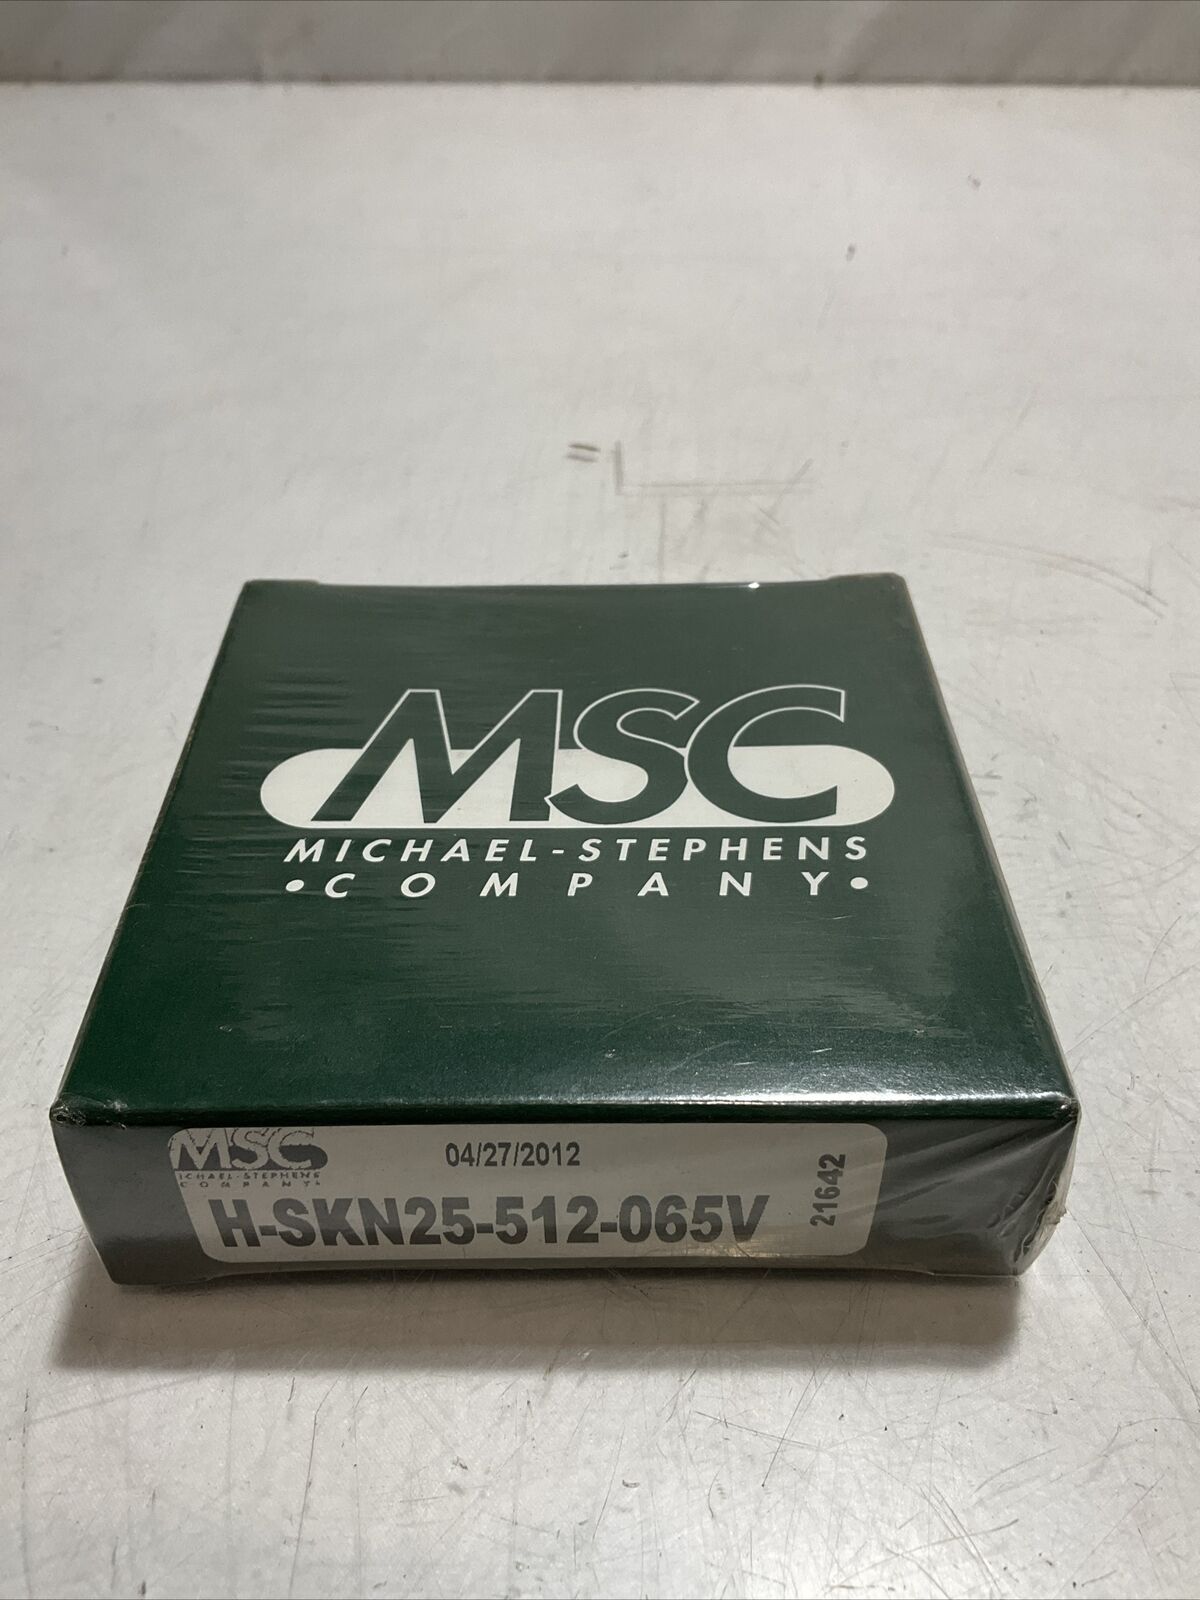 MSC
MICHAEL-STEPHENS
• COMPANY •
MSC
MICHAEL-STEPHENS
COMPANY
04/27/2012
H-SKN25-512-065V
21642